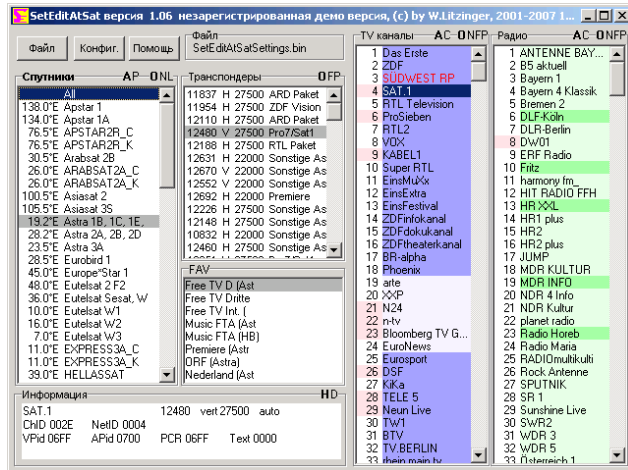 SetEditAtSat версия 1.06 незарегистрированная демо версия, (c) by W.Litzinger, 2001-2007 1...
Файл Конфиг. Помощь
Файл
SetEditAtSatSettings.bin
Спутники AP ONL
All
138.0°E Apstar 1
134.0°E Apstar 1A
76.5°E APSTAR2R_C
76.5°E APSTAR2R_K
30.5°E Arabsat 2B
26.0°E ARABSAT2A_C
26.0°E ARABSAT2A_K
100.5°E Asiasat 2
105.5°E Asiasat 3S
19.2°E Astra 1B, 1C, 1E,
28.2°E Astra 2A, 2B, 2D
23.5°E Astra 3A
28.5°E Eurobird 1
45.0°E Europe*Star 1
48.0°E Eutelsat 2 F2
36.0°E Eutelsat Sesat, W
10.0°E Eutelsat W1
16.0°E Eutelsat W2
7.0°E Eutelsat W3
11.0°E EXPRESS3A_C
11.0°E EXPRESS3A_K
39.0°E HELLASSAT
Транспондеры OFP
11837 H 27500 ARD Paket
11954 H 27500 ZDF Vision
12110 H 27500 ARD Paket
12480 V 27500 Pro7/Sat1
12188 H 27500 RTL Paket
12631 H 22000 Sonstige As
12670 V 22000 Sonstige As
12552 V 22000 Sonstige As
12692 H 22000 Premiere
12226 H 27500 Sonstige As
12148 H 27500 Sonstige As
10832 H 22000 Sonstige As
12460 H 27500 Sonstige As
FAV
Free TV D (Ast
Free TV Dritte
Free TV Int. (
Music FTA (Ast
Music FTA (HB)
Premiere (Astr
ORF (Astra)
Nederland (Ast
Информация HD
SAT.1 12480 vert 27500 auto
ChID 002E NetID 0004
VPid 06FF APid 0700 PCR 06FF Text 0000
TV каналы AC ONFP
1 Das Erste
2 ZDF
3 SÜDWEST RP
4 SAT.1
5 RTL Television
6 ProSieben
7 RTL2
8 VOX
9 KABEL1
10 Super RTL
11 EinsMuXx
12 EinsExtra
13 EinsFestival
14 ZDFinfokanal
15 ZDFdokukanal
16 ZDFtheaterkanal
17 BR-alpha
18 Phoenix
19 arte
20 XXP
21 N24
22 n-tv
23 Bloomberg TV G...
24 EuroNews
25 Eurosport
26 DSF
27 KiKa
28 TELE 5
29 Neun Live
30 TW1
31 BTV
32 TV.BERLIN
33 rhein main tv
Радио AC ONFP
1 ANTENNE BAY...
2 B5 aktuell
3 Bayern 1
4 Bayern 4 Klassik
5 Bremen 2
6 DLF-Köln
7 DLR-Berlin
8 DW01
9 ERF Radio
10 Fritz
11 harmony fm_
12 HIT RADIO FFH
13 HR XXL
14 HR1 plus
15 HR2
16 HR2 plus
17 JUMP
18 MDR KULTUR
19 MDR INFO
20 NDR 4 Info
21 NDR Kultur
22 planet radio
23 Radio Horeb
24 Radio Maria
25 RADIOmultikulti
26 Rock Antenne
27 SPUTNIK
28 SR 1
29 Sunshine Live
30 SWR2
31 WDR 3
32 WDR 5
33 Österreich 1